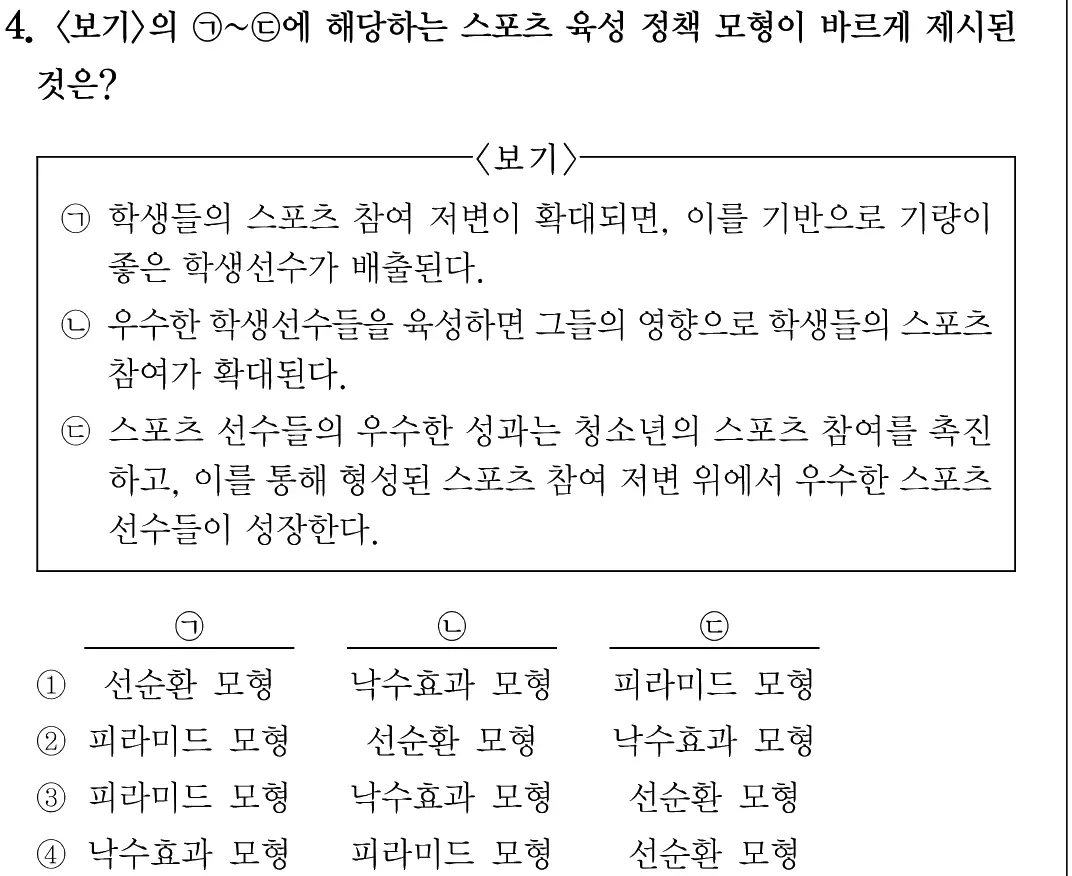 4. 〈보기〉의 ㉠~㉢에 해당하는 스포츠 육성 정책 모형이 바르게 제시된
것은?
〈보기〉
㉠ 학생들의 스포츠 참여 저변이 확대되면, 이를 기반으로 기량이
좋은 학생선수가 배출된다.
㉡ 우수한 학생선수들을 육성하면 그들의 영향으로 학생들의 스포츠
참여가 확대된다.
㉢ 스포츠 선수들의 우수한 성과는 청소년의 스포츠 참여를 촉진
하고, 이를 통해 형성된 스포츠 참여 저변 위에서 우수한 스포츠
선수들이 성장한다.
㉠ ㉡ ㉢
① 선순환 모형 낙수효과 모형 피라미드 모형
② 피라미드 모형 선순환 모형 낙수효과 모형
③ 피라미드 모형 낙수효과 모형 선순환 모형
④ 낙수효과 모형 피라미드 모형 선순환 모형